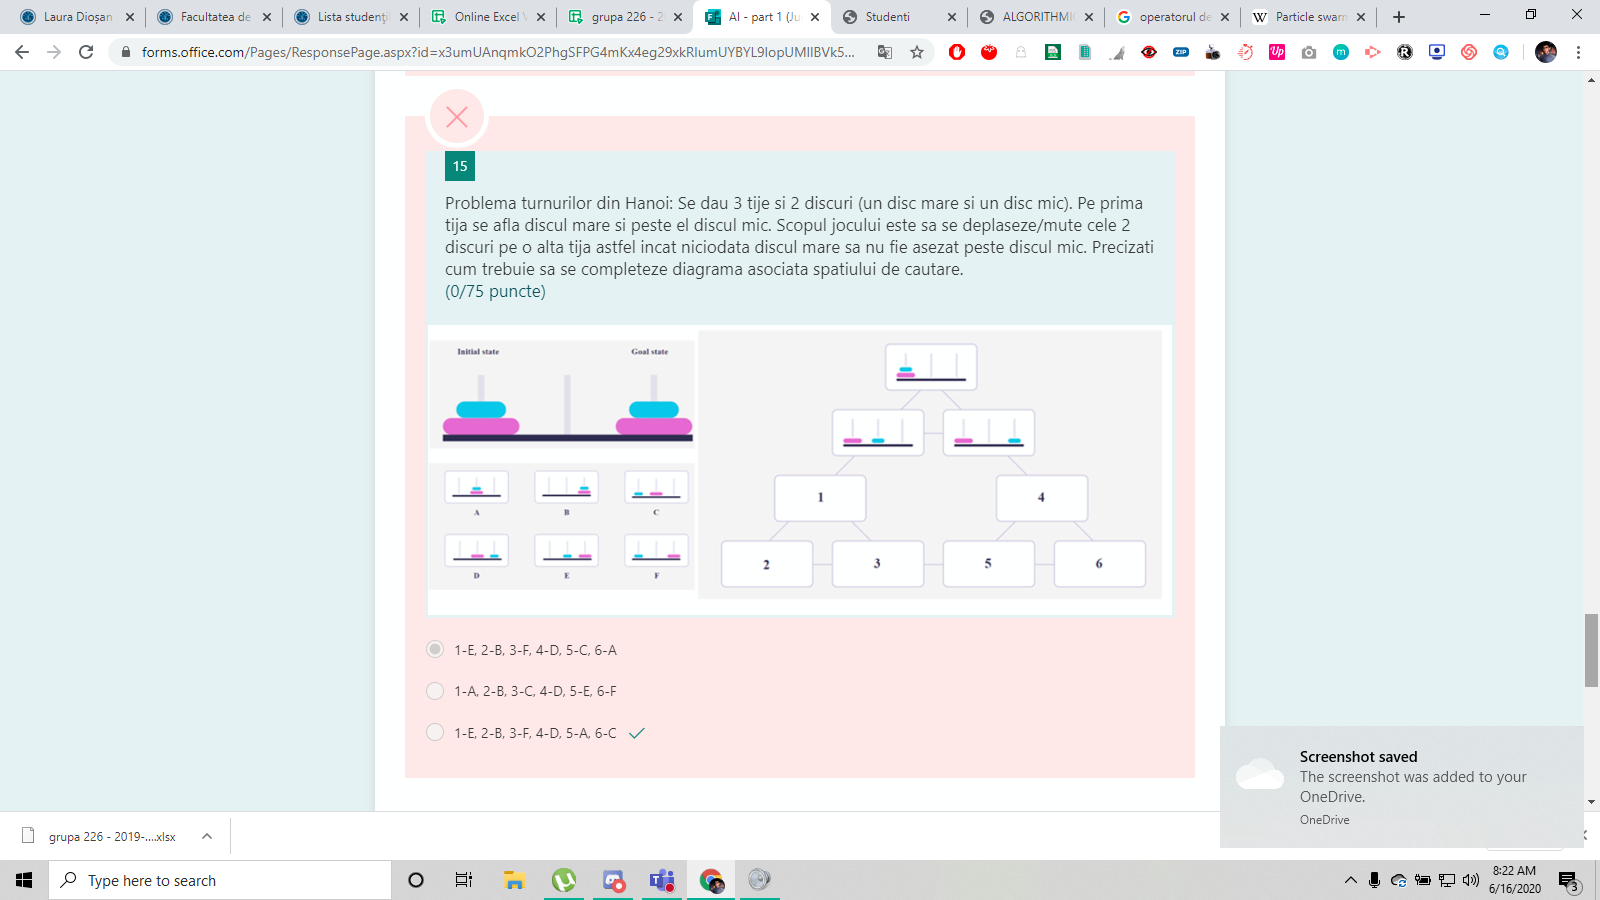 Laura Dioșan
Facultatea de
Lista studenți
Online Excel V
grupa 226 - 2
AI - part 1 (Ju
Studenti
ALGORITHMI
operatorul de
Particle swarm
forms.office.com/Pages/ResponsePage.aspx?id=x3umUAnqmkO2PhgSFPG4mKx4eg29xkRIumUYBYL9IopUMllBVk5...
15
Problema turnurilor din Hanoi: Se dau 3 tije si 2 discuri (un disc mare si un disc mic). Pe prima
tija se afla discul mare si peste el discul mic. Scopul jocului este sa se deplaseze/mute cele 2
discuri pe o alta tija astfel incat niciodata discul mare sa nu fie asezat peste discul mic. Precizati
cum trebuie sa se completeze diagrama asociata spatiului de cautare.
(0/75 puncte)
Initial state
Goal state
A
B
C
D
E
F
1
4
2
3
5
6
1-E, 2-B, 3-F, 4-D, 5-C, 6-A
1-A, 2-B, 3-C, 4-D, 5-E, 6-F
1-E, 2-B, 3-F, 4-D, 5-A, 6-C
Screenshot saved
The screenshot was added to your
OneDrive.
OneDrive
grupa 226 - 2019-....xlsx
Type here to search
8:22 AM
6/16/2020
3